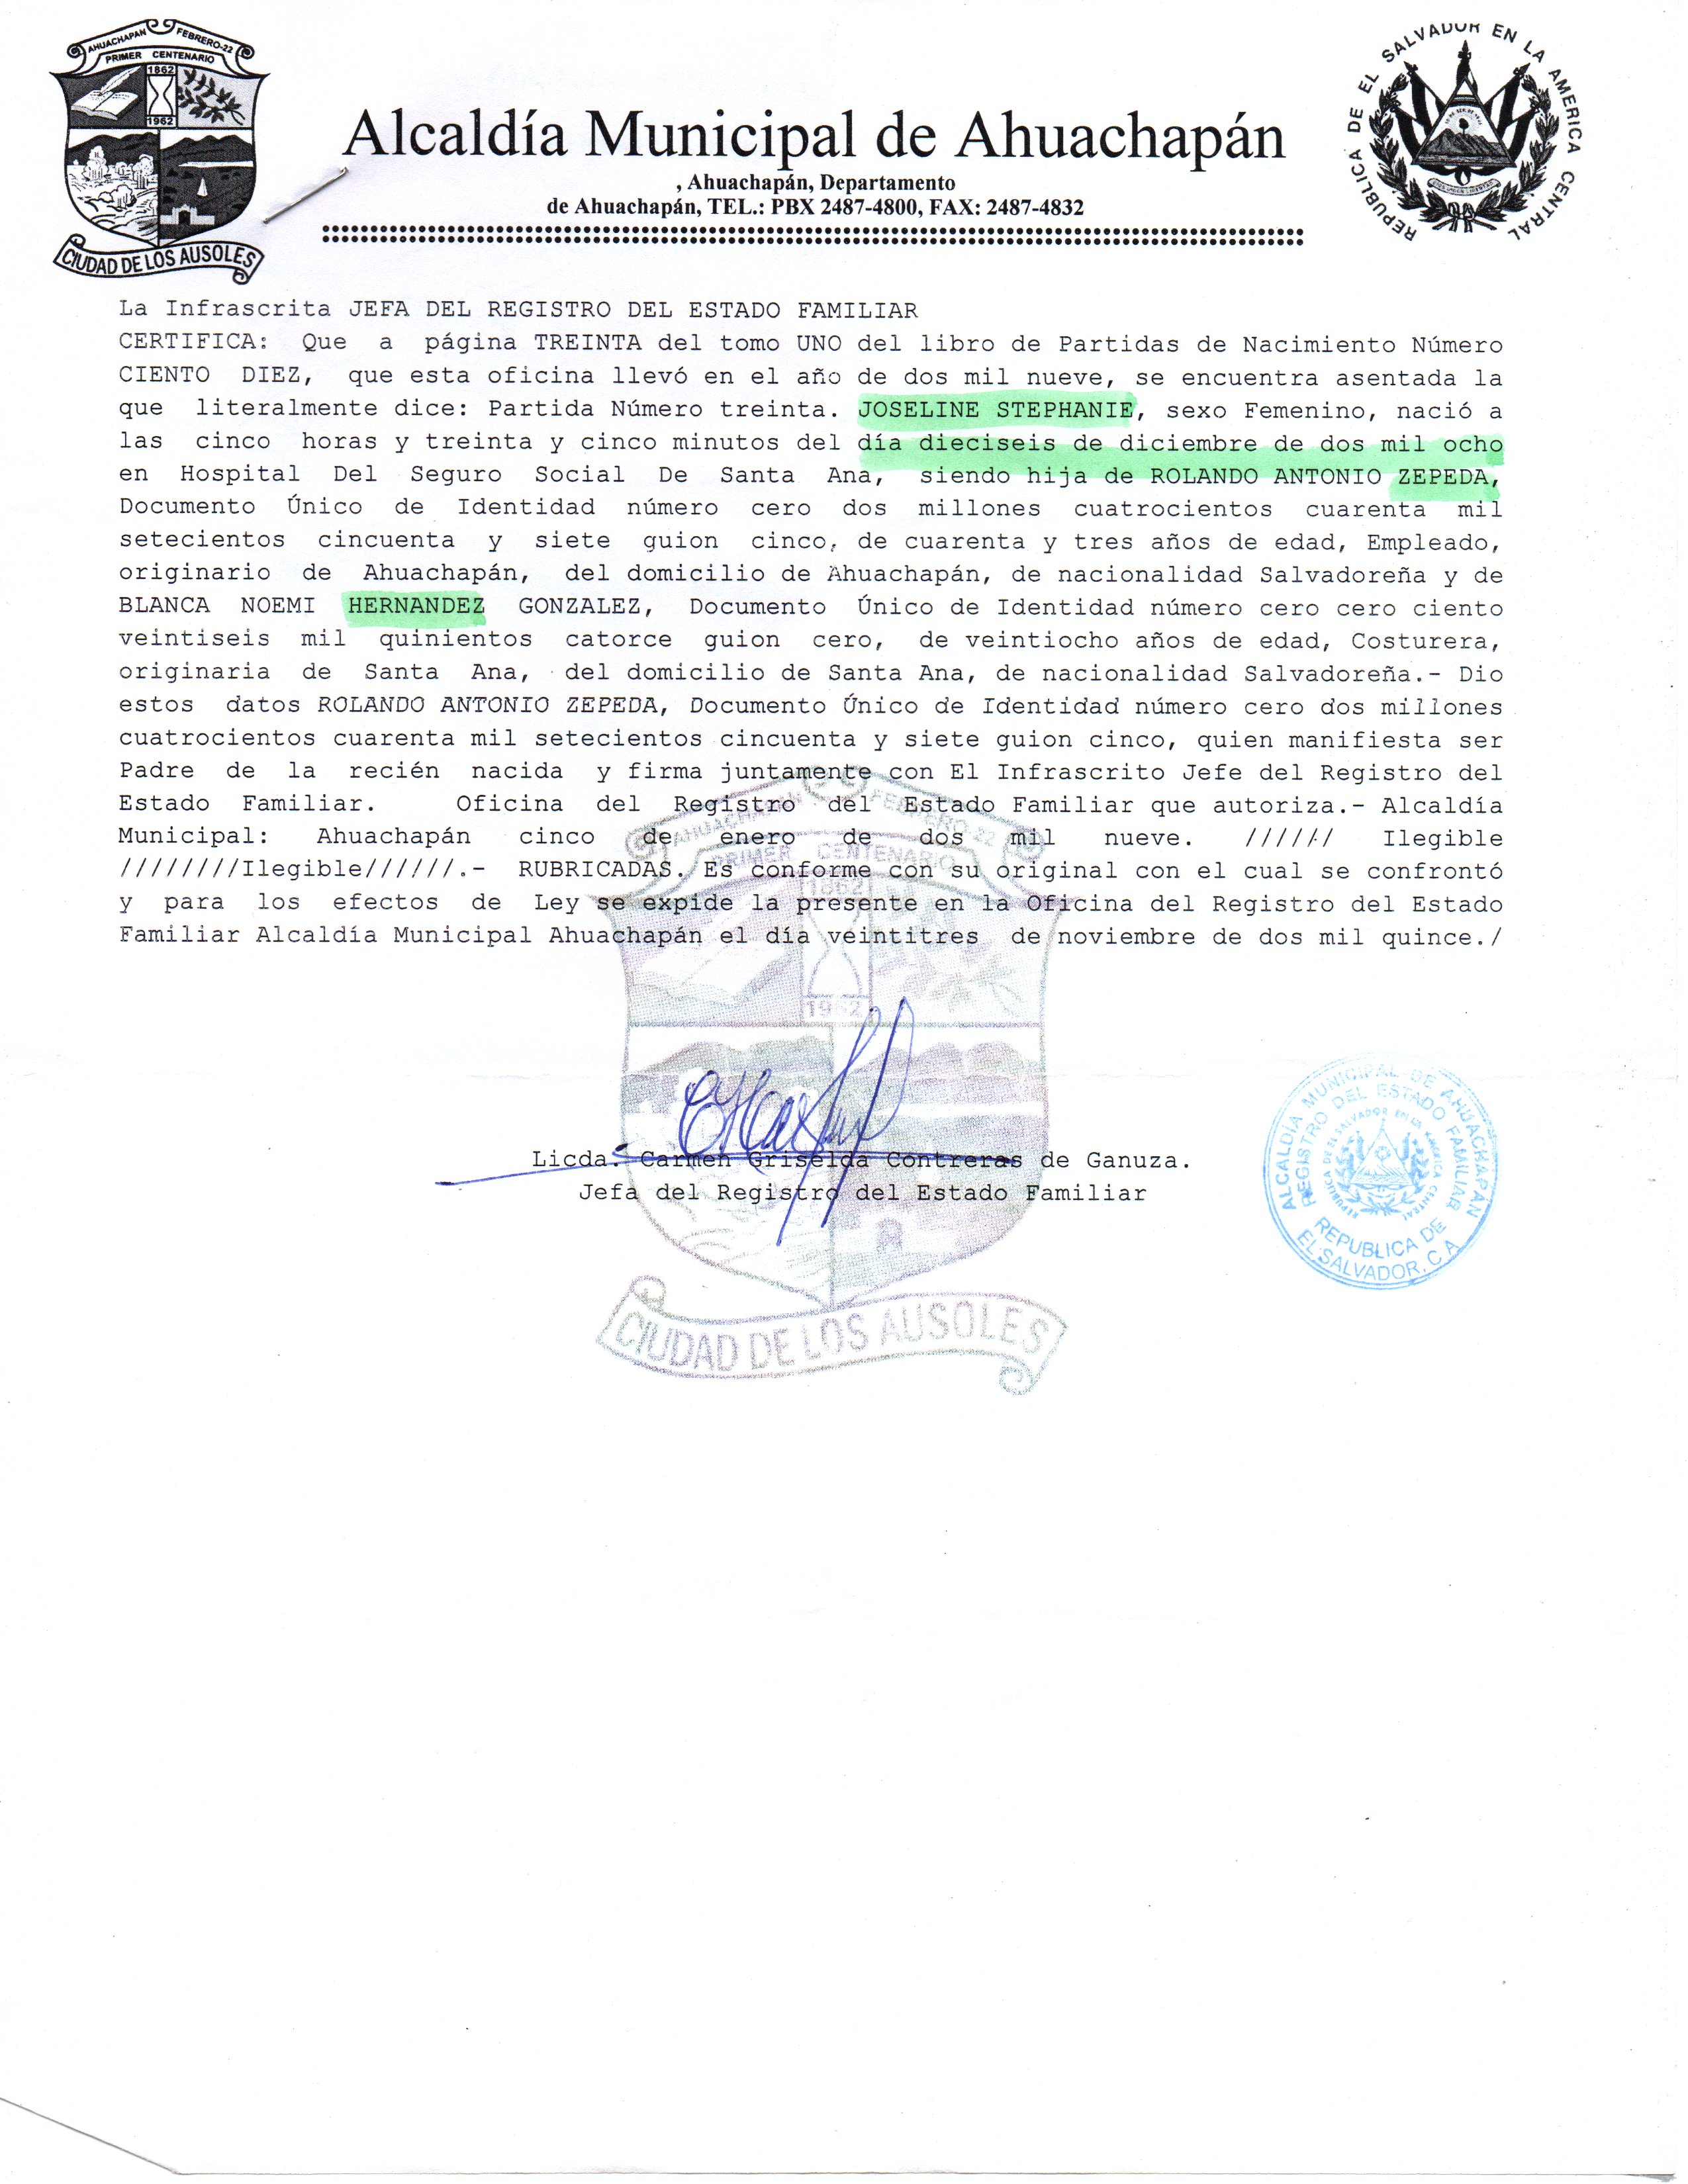 AHUACHAPAN FEBRERO-22
PRIMER CENTENARIO
1862
1962
CIUDAD DE LOS AUSOLES
REPUBLICA DE EL SALVADOR EN LA AMERICA CENTRAL
Alcaldía Municipal de Ahuachapán
, Ahuachapán, Departamento
de Ahuachapán, TEL.: PBX 2487-4800, FAX: 2487-4832
La Infrascrita JEFA DEL REGISTRO DEL ESTADO FAMILIAR
CERTIFICA: Que a página TREINTA del tomo UNO del libro de Partidas de Nacimiento Número
CIENTO DIEZ, que esta oficina llevó en el año de dos mil nueve, se encuentra asentada la
que literalmente dice: Partida Número treinta. JOSELINE STEPHANIE, sexo Femenino, nació a
las cinco horas y treinta y cinco minutos del día dieciseis de diciembre de dos mil ocho
en Hospital Del Seguro Social De Santa Ana, siendo hija de ROLANDO ANTONIO ZEPEDA,
Documento Único de Identidad número cero dos millones cuatrocientos cuarenta mil
setecientos cincuenta y siete guion cinco, de cuarenta y tres años de edad, Empleado,
originario de Ahuachapán, del domicilio de Ahuachapán, de nacionalidad Salvadoreña y de
BLANCA NOEMI HERNANDEZ GONZALEZ, Documento Único de Identidad número cero cero ciento
veintiseis mil quinientos catorce guion cero, de veintiocho años de edad, Costurera,
originaria de Santa Ana, del domicilio de Santa Ana, de nacionalidad Salvadoreña.- Dio
estos datos ROLANDO ANTONIO ZEPEDA, Documento Único de Identidad número cero dos millones
cuatrocientos cuarenta mil setecientos cincuenta y siete guion cinco, quien manifiesta ser
Padre de la recién nacida y firma juntamente con El Infrascrito Jefe del Registro del
Estado Familiar. Oficina del Registro del Estado Familiar que autoriza.- Alcaldía
Municipal: Ahuachapán cinco de enero de dos mil nueve. ////// Ilegible
////////Ilegible//////.- RUBRICADAS. Es conforme con su original con el cual se confrontó
y para los efectos de Ley se expide la presente en la Oficina del Registro del Estado
Familiar Alcaldía Municipal Ahuachapán el día veintitres de noviembre de dos mil quince./
AHUACHAPAN FEBRERO-22
PRIMER CENTENARIO
1862
1962
Licda. Carmen Griselda Contreras de Ganuza.
Jefa del Registro del Estado Familiar
CIUDAD DE LOS AUSOLES
ALCALDÍA MUNICIPAL DE AHUACHAPAN
REGISTRO DEL ESTADO FAMILIAR
REPUBLICA DE EL SALVADOR EN LA AMERICA CENTRAL
REPUBLICA DE
EL SALVADOR, C.A.